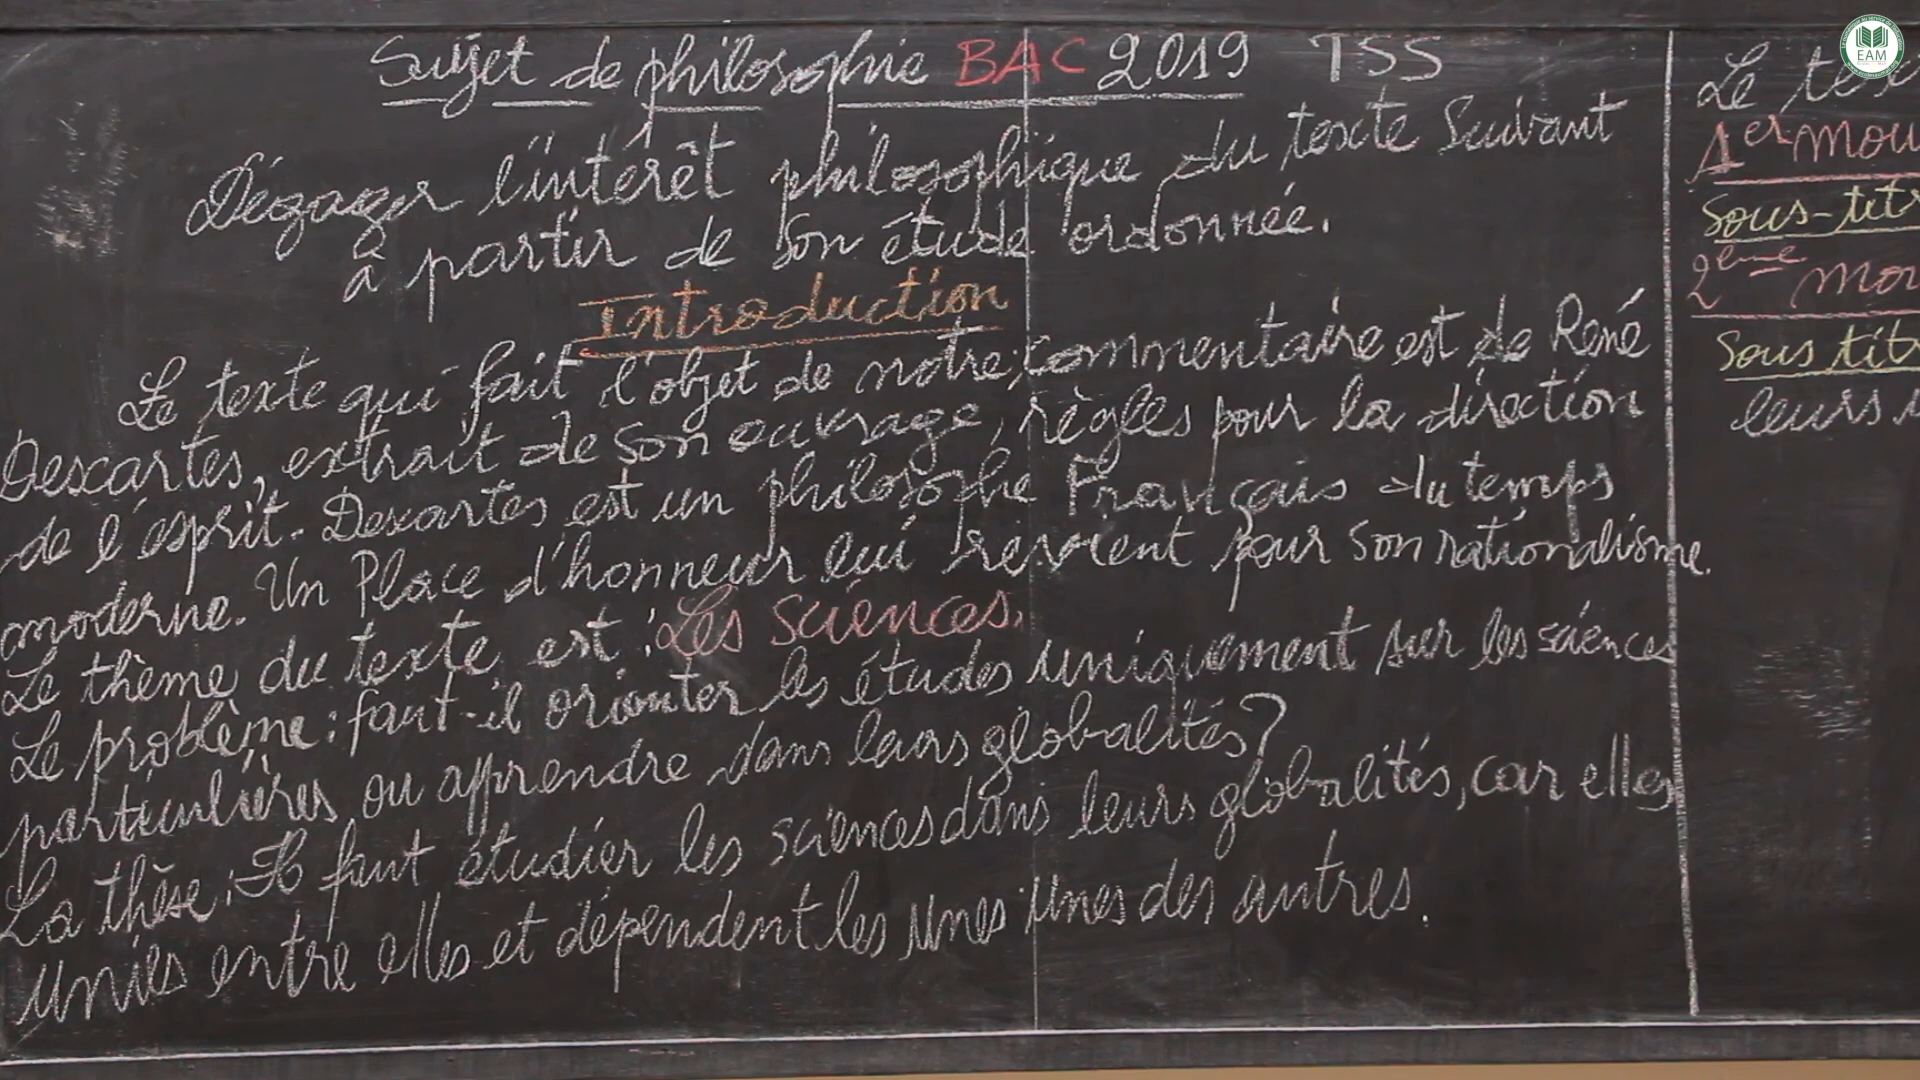 Sujet de philosophie BAC 2019 TSS
Dégager l'intérêt philosophique du texte suivant
à partir de son étude ordonnée.
Introduction
Le texte qui fait l'objet de notre commentaire est de René
Descartes, extrait de son ouvrage, règles pour la direction
de l'esprit. Descartes est un philosophe Français du temps
moderne. Un Place d'honneur lui revient pour son rationalisme.
Le thème du texte est : Les Sciences.
Le problème : faut-il orienter les études uniquement sur les sciences
particulières ou apprendre dans leurs globalités?
La thèse : Il faut étudier les sciences dans leurs globalités, car elles
unies entre elles et dépendent les unes unes des autres.
Le
1er mou
Sous-tit
2ème mou
Sous tit
leurs
EAM